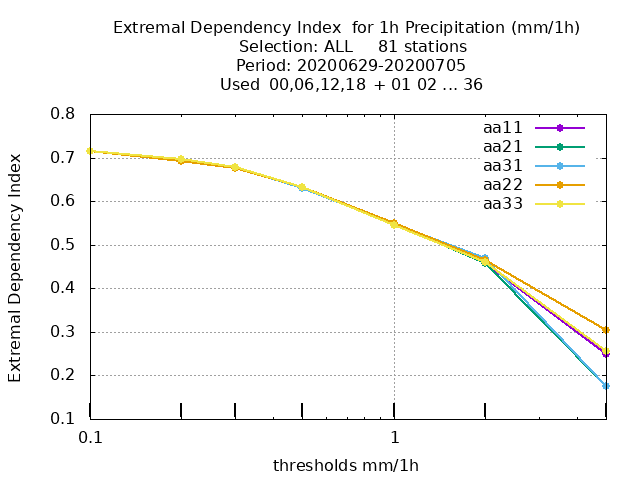 Extremal Dependency Index  for 1h Precipitation (mm/1h)
Selection: ALL     81 stations
Period: 20200629-20200705
Used 00,06,12,18 + 01 02 ... 36
Extremal Dependency Index
0.8
0.7
0.6
0.5
0.4
0.3
0.2
0.1
aa11
aa21
aa31
aa22
aa33
0.1
1
thresholds mm/1h